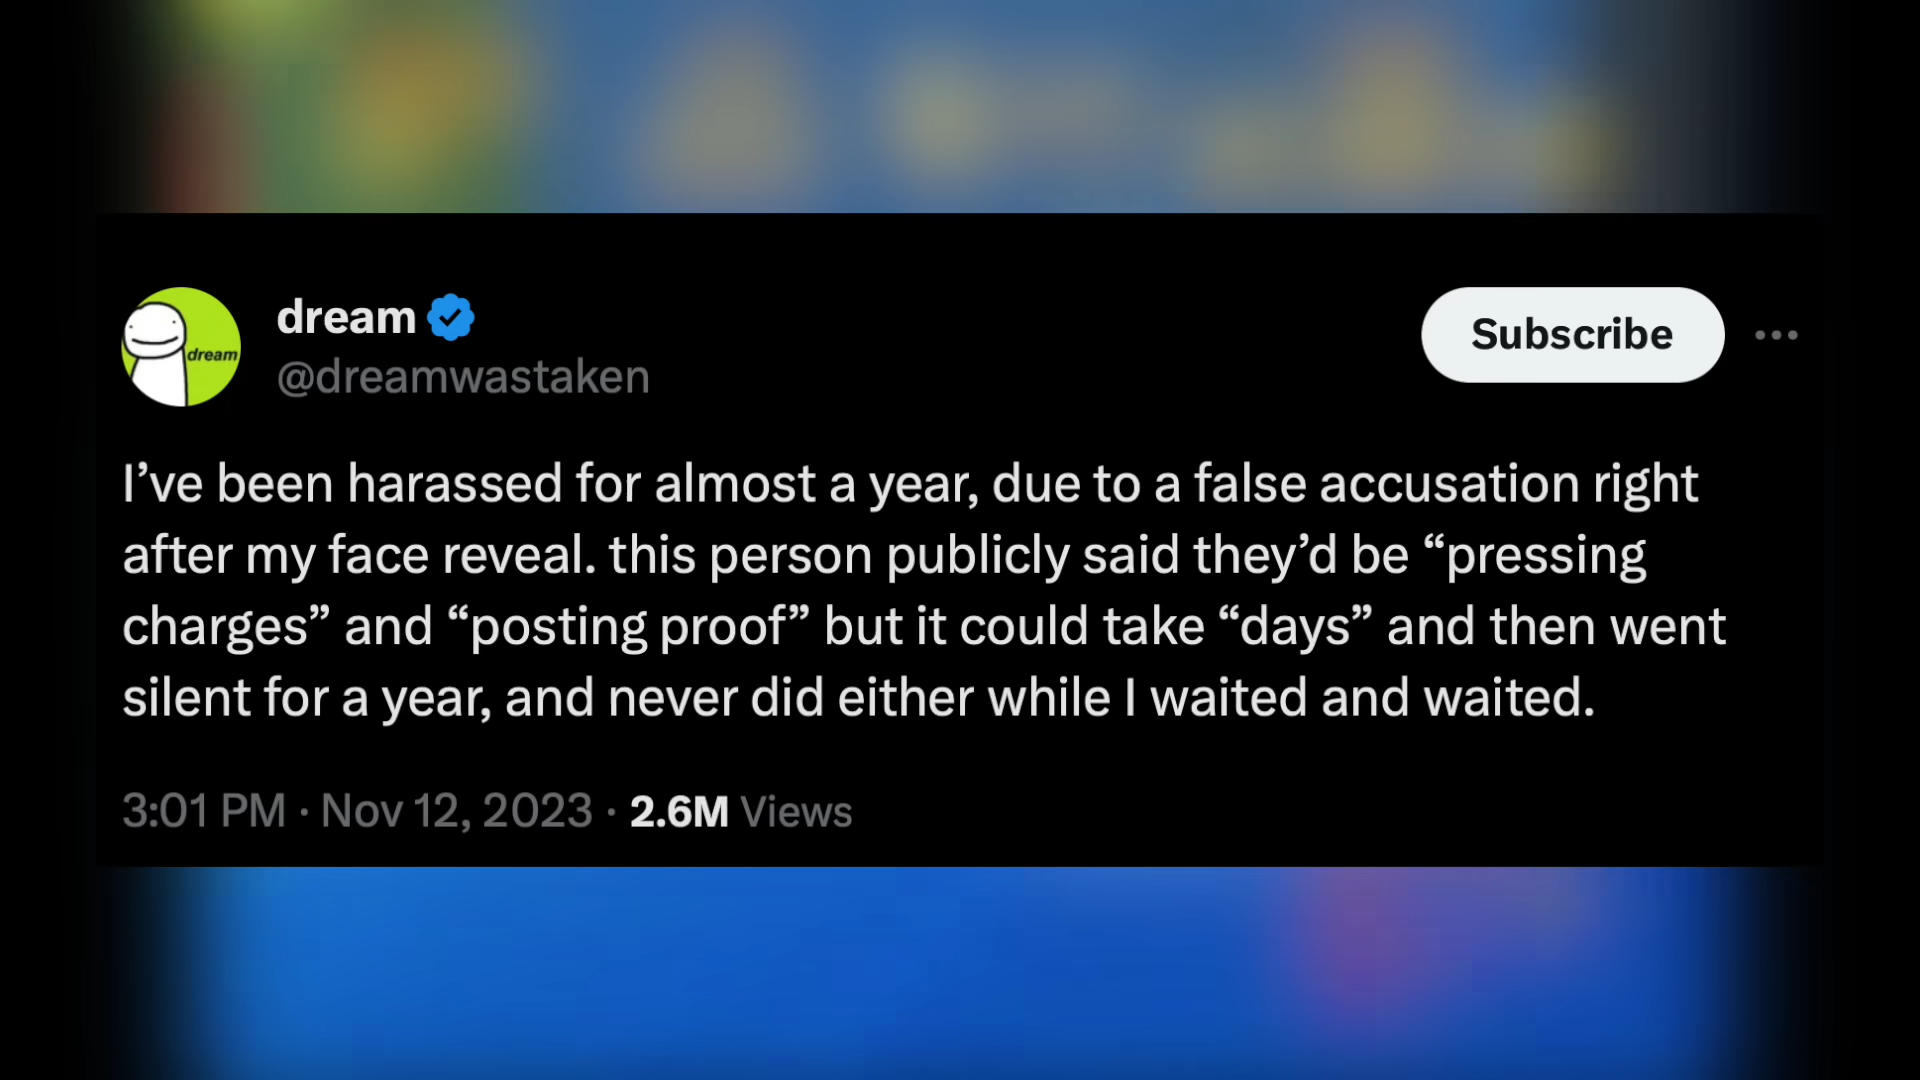 dream
dream
@dreamwastaken
Subscribe
I’ve been harassed for almost a year, due to a false accusation right
after my face reveal. this person publicly said they’d be “pressing
charges” and “posting proof” but it could take “days” and then went
silent for a year, and never did either while I waited and waited.
3:01 PM · Nov 12, 2023 · 2.6M Views